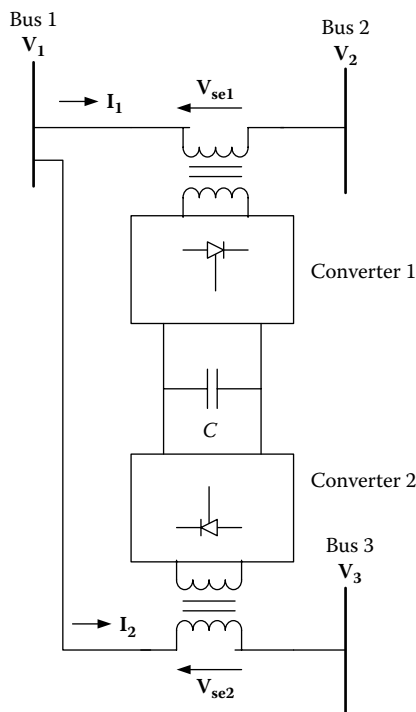 Bus 1
V1
I1
Vse1
Bus 2
V2
Converter 1
C
Converter 2
Bus 3
V3
I2
Vse2